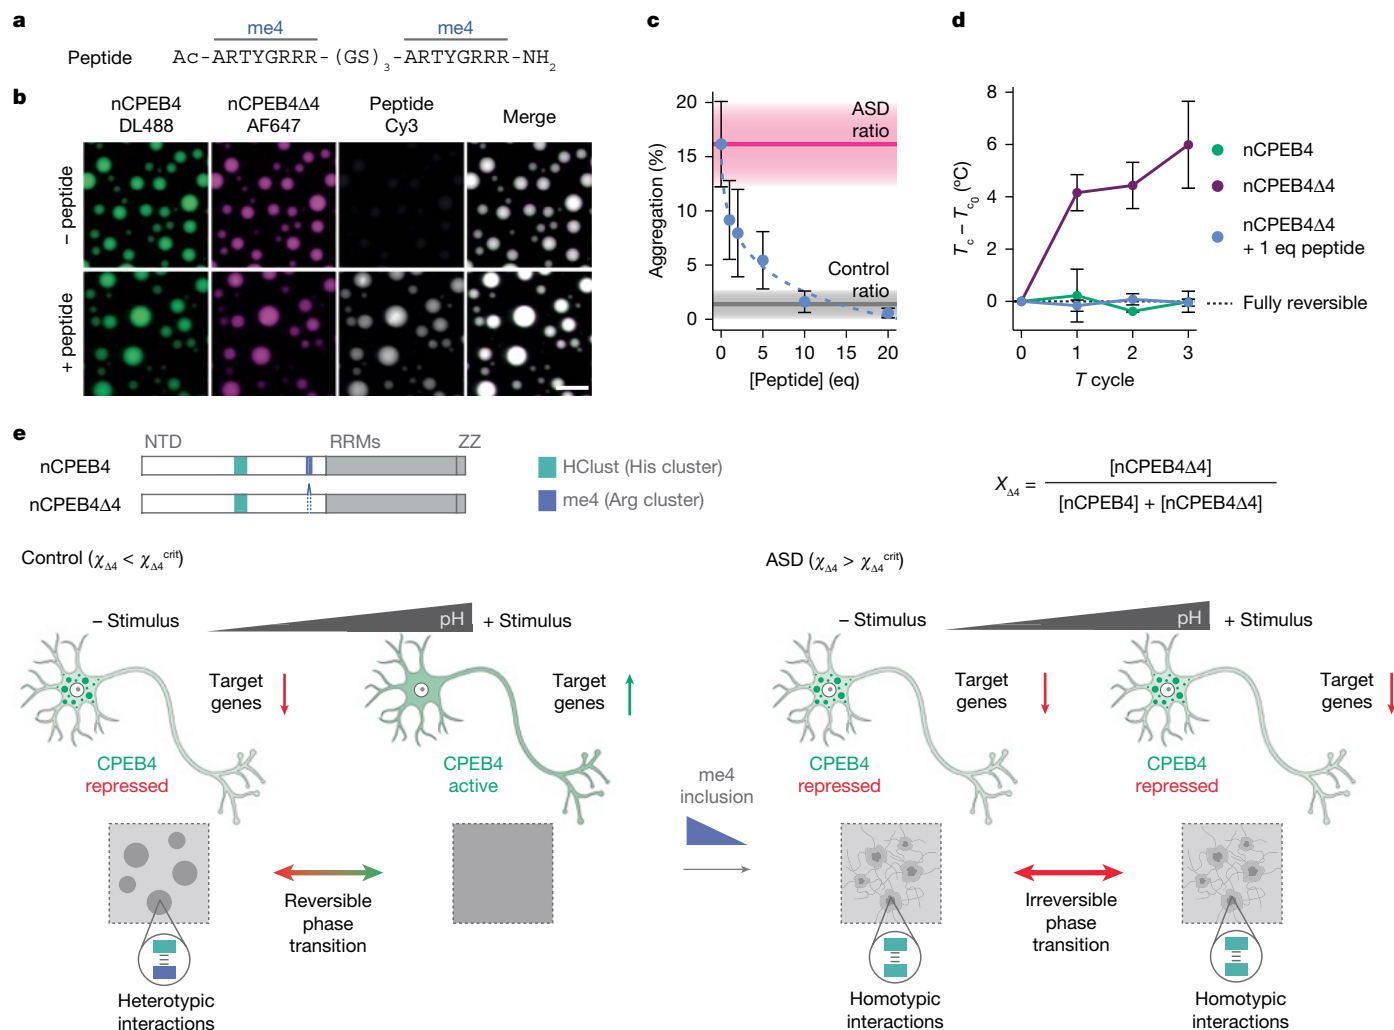 a
me4
me4
Peptide
Ac-ARTYGRRR-(GS)3-ARTYGRRR-NH2
b
nCPEB4
DL488
nCPEB4Δ4
AF647
Peptide
Cy3
Merge
– peptide
+ peptide
c
20
15
10
5
0
Aggregation (%)
ASD
ratio
Control
ratio
0
5
10
15
20
[Peptide] (eq)
d
8
6
4
2
0
Tc – Tc0 (°C)
0
1
2
3
T cycle
nCPEB4
nCPEB4Δ4
nCPEB4Δ4
+ 1 eq peptide
Fully reversible
e
NTD
RRMs
ZZ
nCPEB4
nCPEB4Δ4
HClust (His cluster)
me4 (Arg cluster)
XΔ4 =
[nCPEB4Δ4]
[nCPEB4] + [nCPEB4Δ4]
Control (χΔ4 < χΔ4crit)
– Stimulus
pH
+ Stimulus
Target
genes
Target
genes
CPEB4
repressed
CPEB4
active
Reversible
phase
transition
Heterotypic
interactions
me4
inclusion
ASD (χΔ4 > χΔ4crit)
– Stimulus
pH
+ Stimulus
Target
genes
Target
genes
CPEB4
repressed
CPEB4
repressed
Irreversible
phase
transition
Homotypic
interactions
Homotypic
interactions